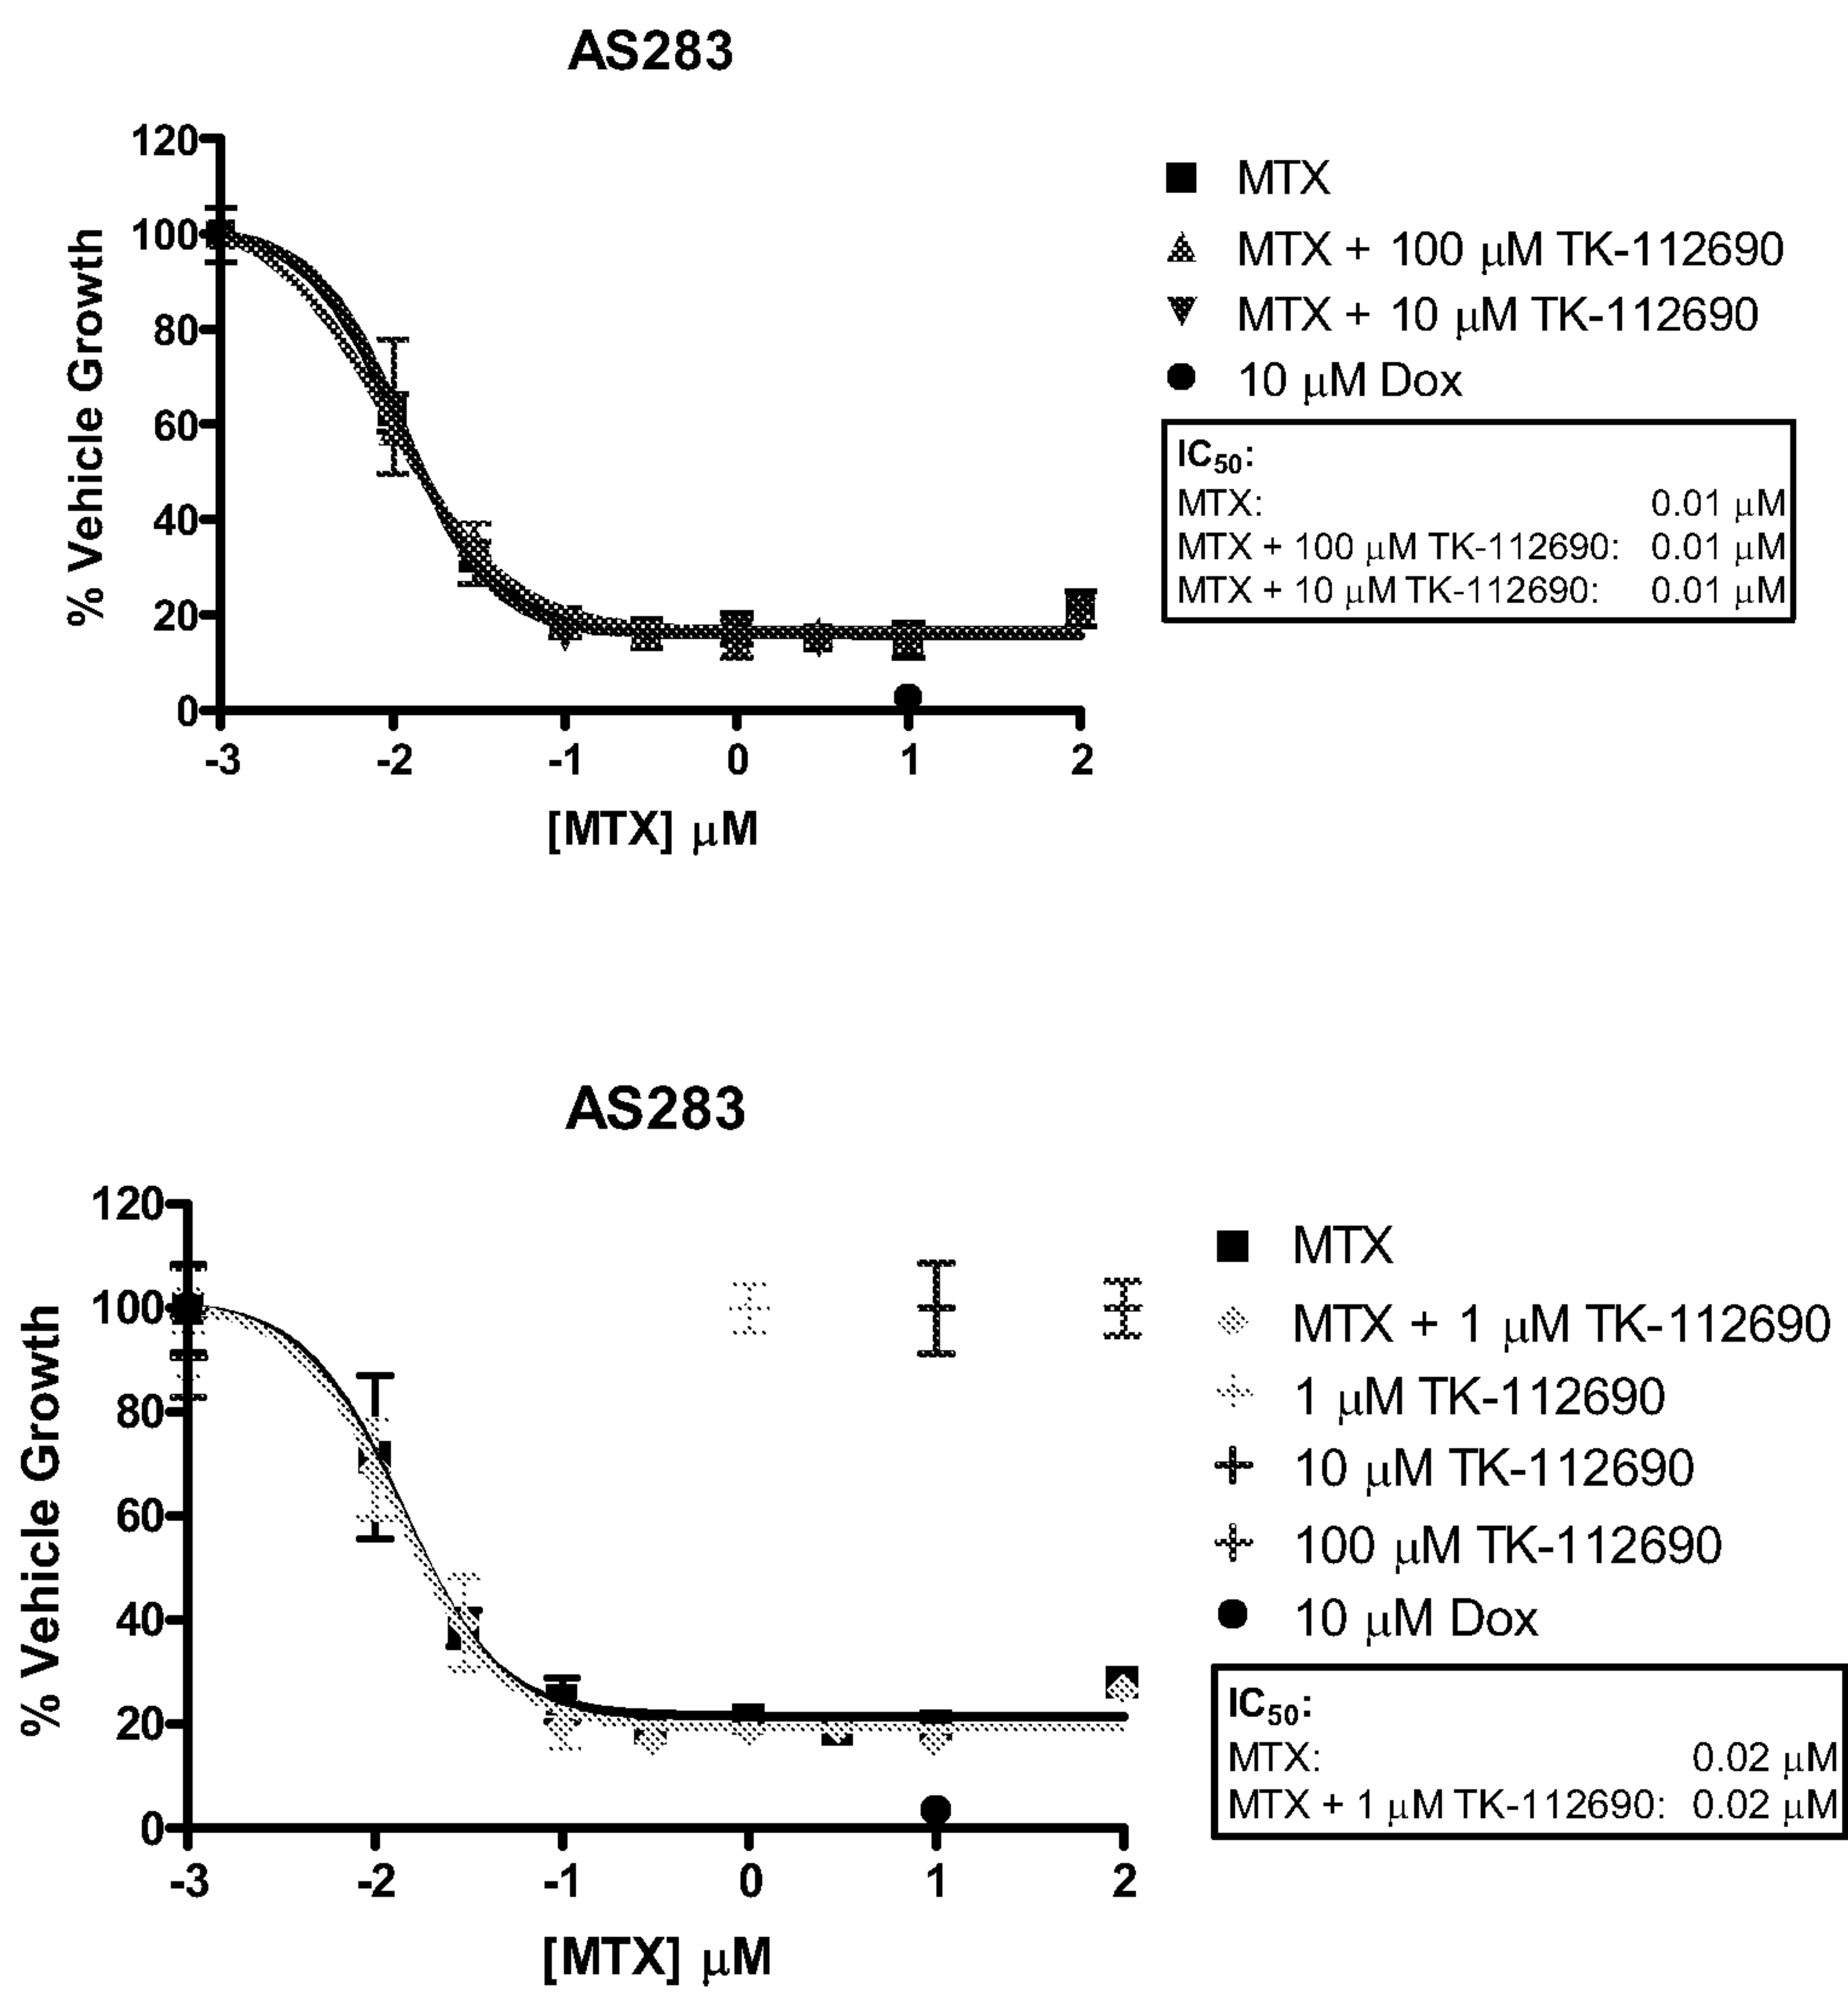 AS283
120
100
80
60
40
20
0
% Vehicle Growth
-3 -2 -1 0 1 2
[MTX] μM
MTX
MTX + 100 μM TK-112690
MTX + 10 μM TK-112690
10 μM Dox
IC50:
MTX: 0.01 μM
MTX + 100 μM TK-112690: 0.01 μM
MTX + 10 μM TK-112690: 0.01 μM
AS283
120
100
80
60
40
20
0
% Vehicle Growth
-3 -2 -1 0 1 2
[MTX] μM
MTX
MTX + 1 μM TK-112690
1 μM TK-112690
10 μM TK-112690
100 μM TK-112690
10 μM Dox
IC50:
MTX: 0.02 μM
MTX + 1 μM TK-112690: 0.02 μM